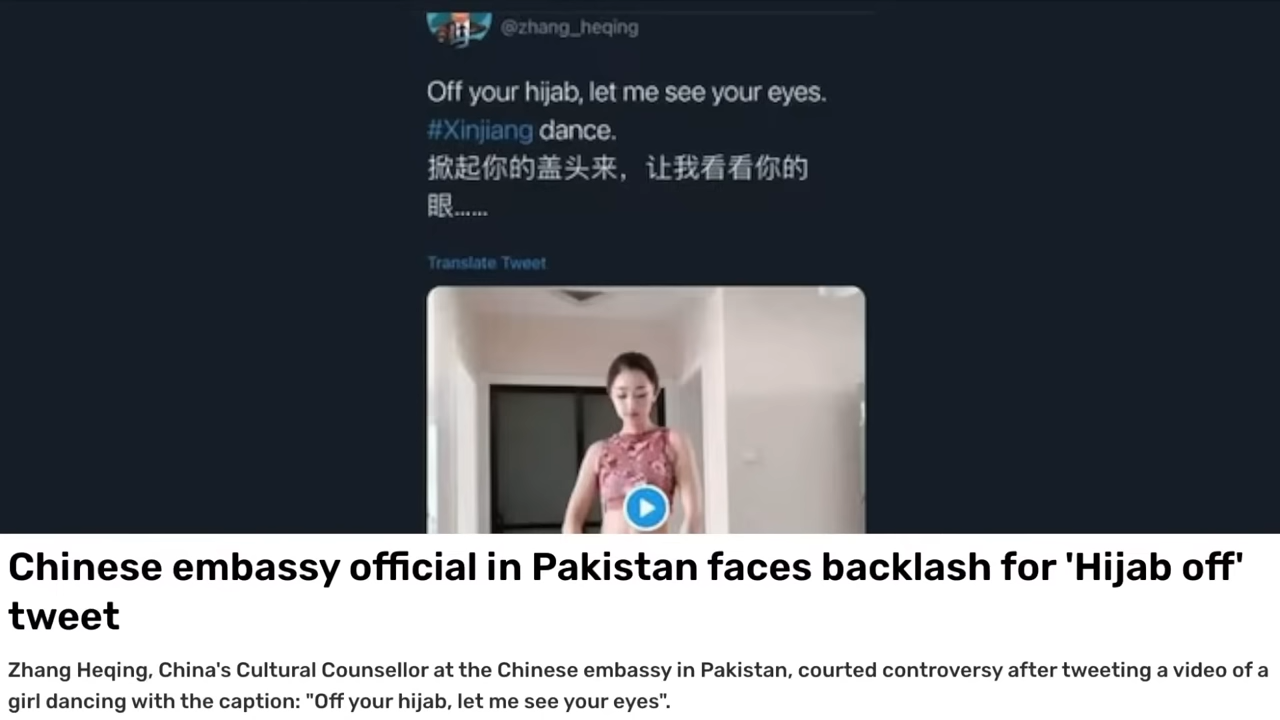 @zhang_heqing
Off your hijab, let me see your eyes.
#Xinjiang dance.
掀起你的盖头来，让我看看你的
眼......
Translate Tweet
Chinese embassy official in Pakistan faces backlash for 'Hijab off'
tweet
Zhang Heqing, China's Cultural Counsellor at the Chinese embassy in Pakistan, courted controversy after tweeting a video of a
girl dancing with the caption: "Off your hijab, let me see your eyes".